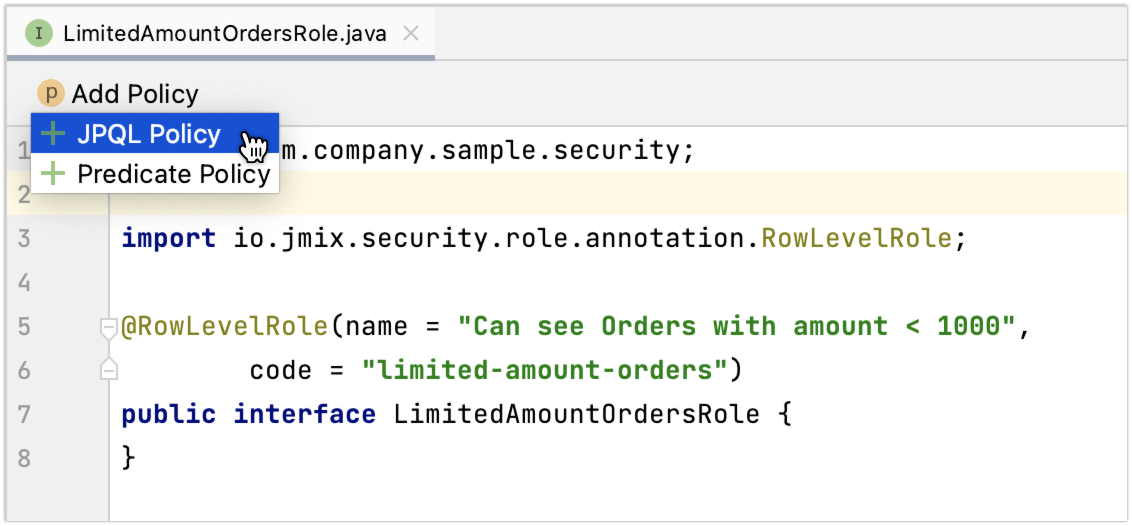 I LimitedAmountOrdersRole.java
p Add Policy
JPQL Policy
Predicate Policy
1 m.company.sample.security;
2
3 import io.jmix.security.role.annotation.RowLevelRole;
4
5 @RowLevelRole(name = "Can see Orders with amount < 1000",
6 code = "limited-amount-orders")
7 public interface LimitedAmountOrdersRole {
8 }